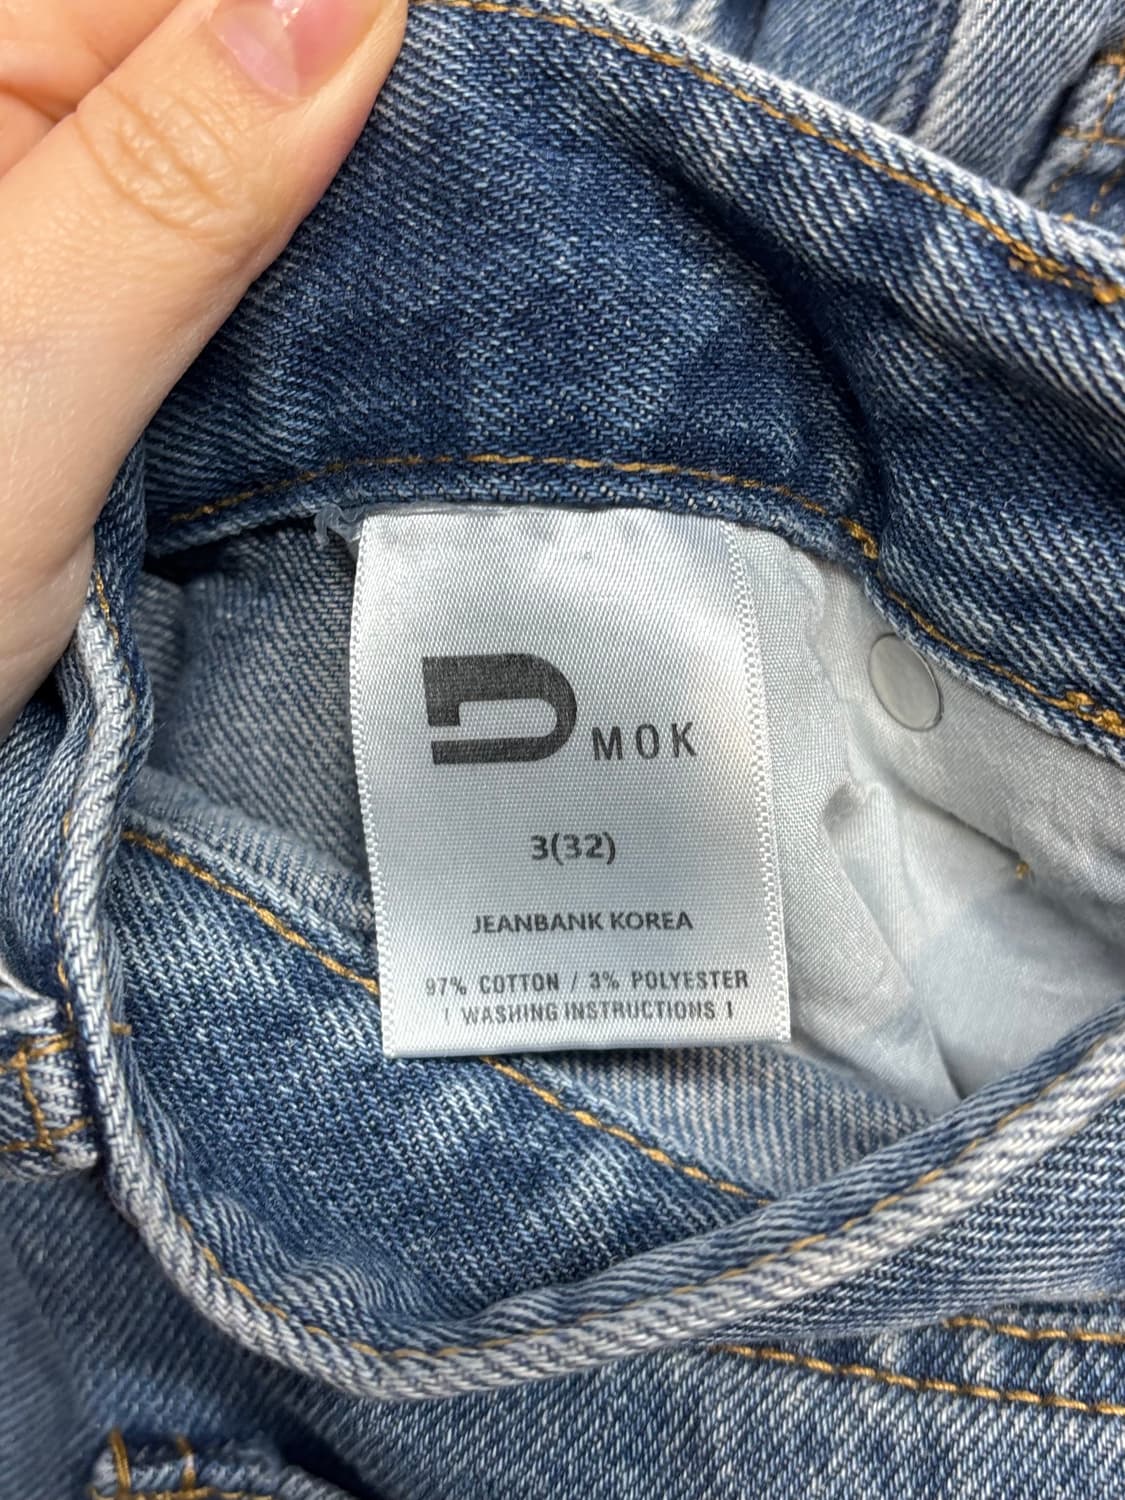 D MOK
3(32)
JEANBANK KOREA
97% COTTON / 3% POLYESTER
! WASHING INSTRUCTIONS !